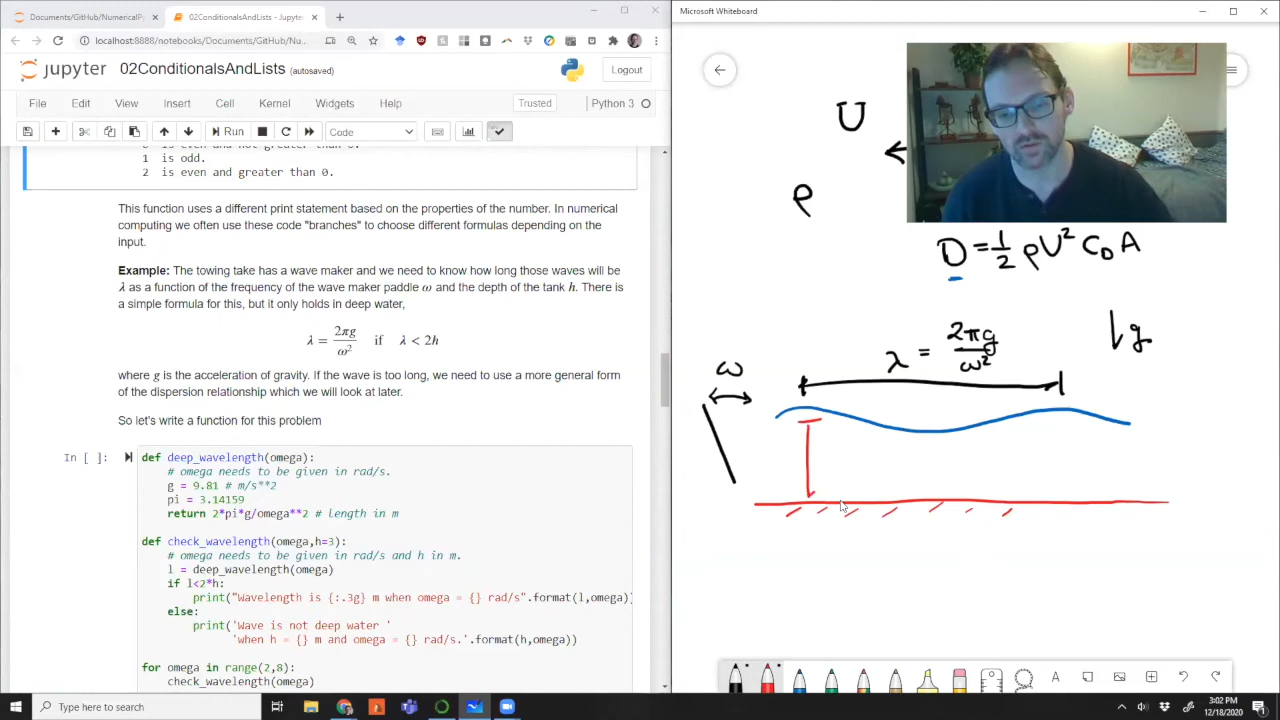 Documents/GitHub/NumericalPy
02ConditionalsAndLists - Jupyte
localhost:8888/notebooks/Documents/GitHub/Nu...
jupyter 02ConditionalsAndLists (autosaved)
Logout
File Edit View Insert Cell Kernel Widgets Help
Trusted
Python 3
Run
Code
1 is odd.
2 is even and greater than 0.
This function uses a different print statement based on the properties of the number. In numerical
computing we often use these code "branches" to choose different formulas depending on the
input.
Example: The towing take has a wave maker and we need to know how long those waves will be
λ as a function of the frequency of the wave maker paddle ω and the depth of the tank h. There is
a simple formula for this, but it only holds in deep water,
λ = 2πg/ω² if λ < 2h
where g is the acceleration of gravity. If the wave is too long, we need to use a more general form
of the dispersion relationship which we will look at later.
So let's write a function for this problem
In [ ]:
def deep_wavelength(omega):
# omega needs to be given in rad/s.
g = 9.81 # m/s**2
pi = 3.14159
return 2*pi*g/omega**2 # length in m
def check_wavelength(omega,h=3):
# omega needs to be given in rad/s and h in m.
l = deep_wavelength(omega)
if l<2*h:
print("Wavelength is {:.3g} m when omega = {} rad/s".format(l,omega))
else:
print('Wave is not deep water '
'when h = {} m and omega = {} rad/s.'.format(h,omega))
for omega in range(2,8):
check_wavelength(omega)
Microsoft Whiteboard
U
ρ
D = 1/2 ρU² C_D A
λ = 2πg/ω²
g
ω
Type here to search
3:02 PM
12/18/2020